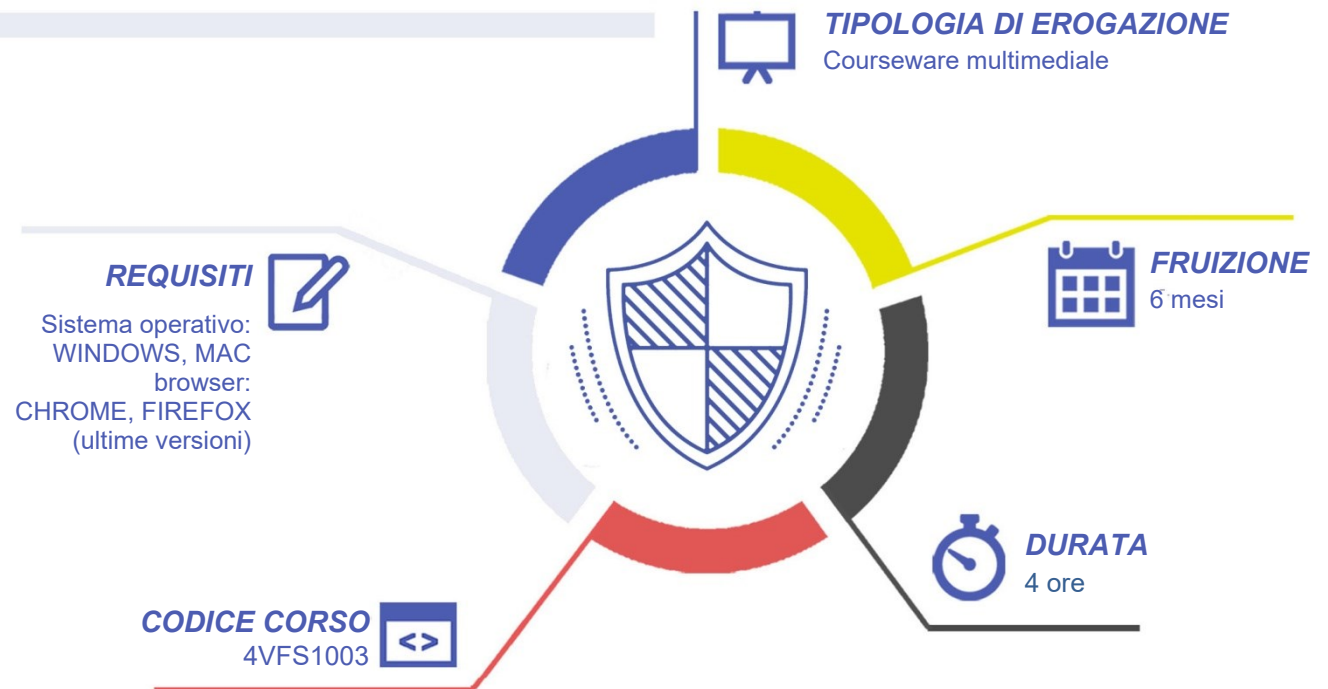 TIPOLOGIA DI EROGAZIONE
Courseware multimediale
REQUISITI
Sistema operativo:
WINDOWS, MAC
browser:
CHROME, FIREFOX
(ultime versioni)
FRUIZIONE
6 mesi
DURATA
4 ore
CODICE CORSO
4VFS1003
<>